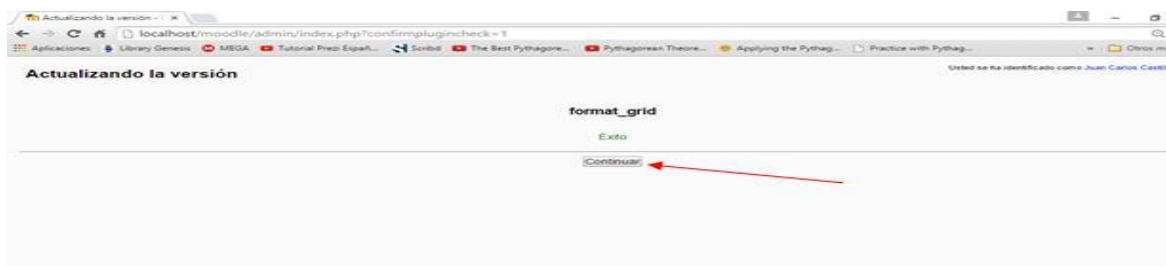 Actualizando la versión -
localhost/moodle/admin/index.php?confirmplugincheck=1
Aplicaciones Library Genesis MEGA Tutorial Prezi Españ... Scribd The Best Pythagore... Pythagorean Theore... Applying the Pythag... Practice with Pythag... » Otros m
Usted se ha identificado como Juan Carlos Castil
Actualizando la versión
format_grid
Éxito
Continuar